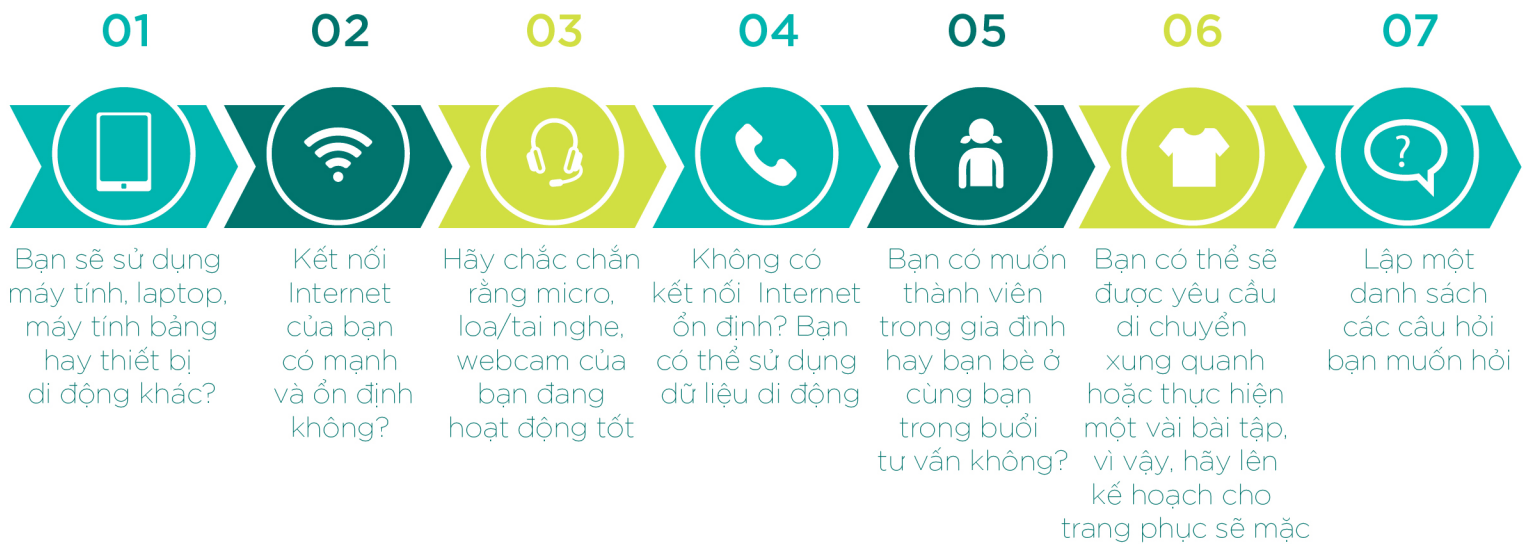 01
Bạn sẽ sử dụng
máy tính, laptop,
máy tính bảng
hay thiết bị
di động khác?
02
Kết nối
Internet
của bạn
có mạnh
và ổn định
không?
03
Hãy chắc chắn
rằng micro,
loa/tai nghe,
webcam của
bạn đang
hoạt động tốt
04
Không có
kết nối Internet
ổn định? Bạn
có thể sử dụng
dữ liệu di động
05
Bạn có muốn
thành viên
trong gia đình
hay bạn bè ở
cùng bạn
trong buổi
tư vấn không?
06
Bạn có thể sẽ
được yêu cầu
di chuyển
xung quanh
hoặc thực hiện
một vài bài tập,
vì vậy, hãy lên
kế hoạch cho
trang phục sẽ mặc
07
?
Lập một
danh sách
các câu hỏi
bạn muốn hỏi